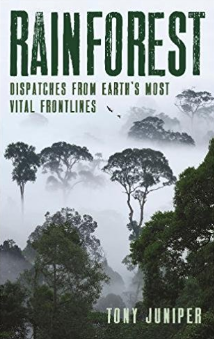 RAINFOREST
DISPATCHES FROM EARTH'S MOST
VITAL FRONTLINES
TONY JUNIPER